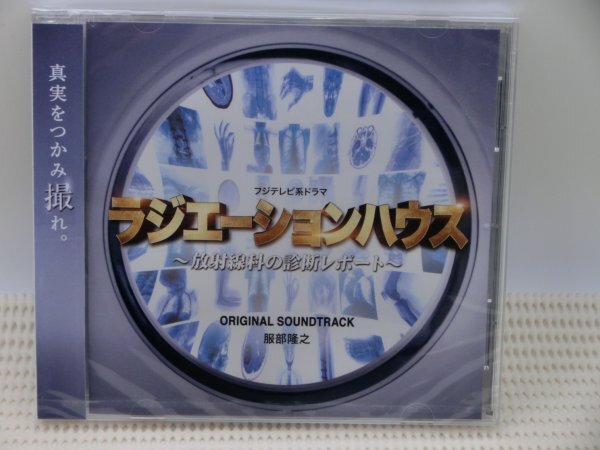 真実をつかみ撮れ。
フジテレビ系ドラマ
ラジエーションハウス
～放射線科の診断レポート～
ORIGINAL SOUNDTRACK
服部隆之